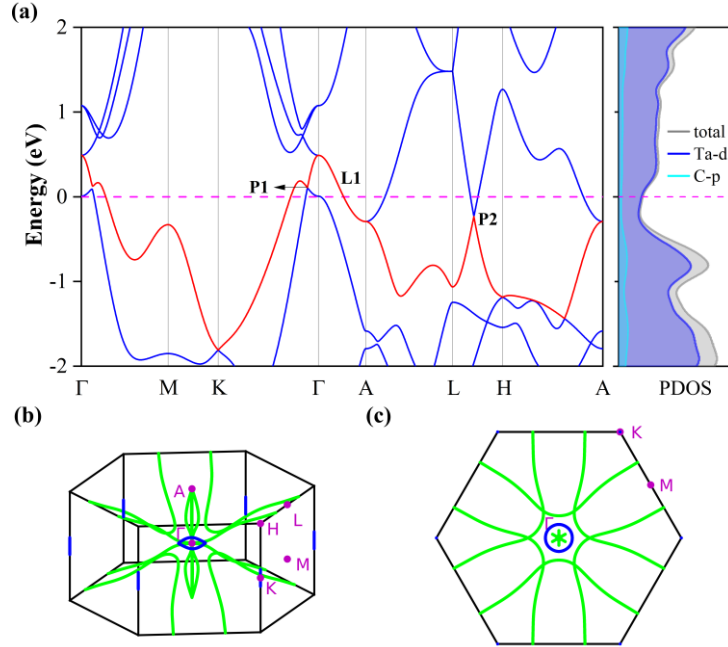 (a)
2
1
0
-1
-2
Energy (eV)
P1
L1
P2
Γ M K Γ A L H A
total
Ta-d
C-p
PDOS
(b)
A
Γ
L
H
M
K
(c)
K
M
Γ